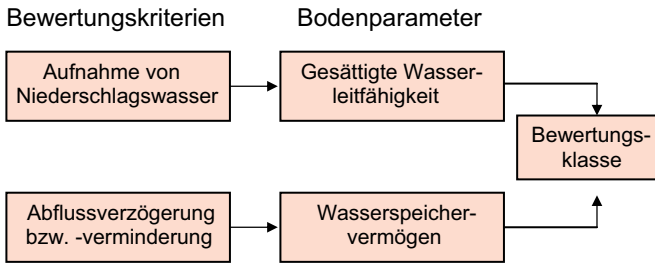 Bewertungskriterien
Bodenparameter
Aufnahme von
Niederschlagswasser
Gesättigte Wasser-
leitfähigkeit
Bewertungs-
klasse
Abflussverzögerung
bzw. -verminderung
Wasserspeicher-
vermögen